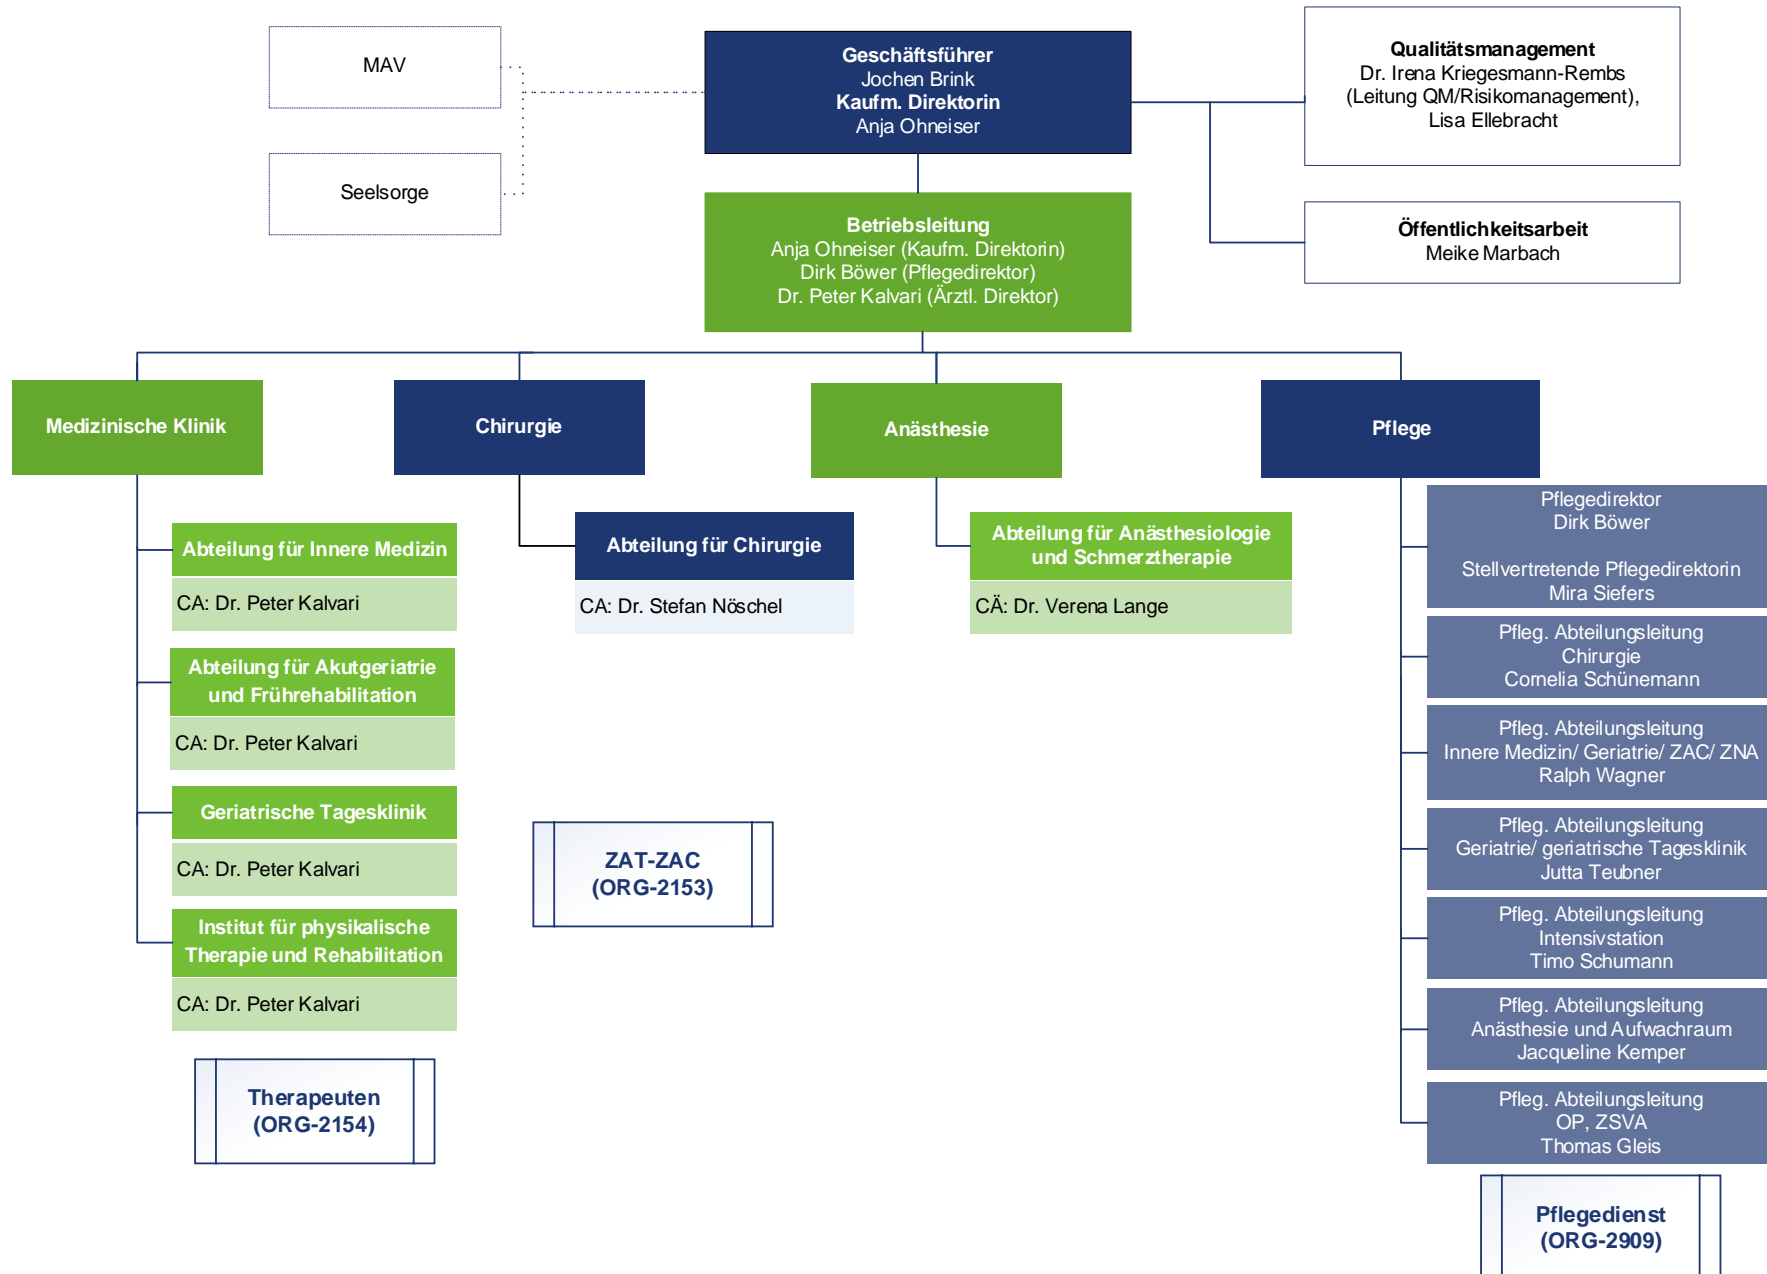 MAV
Seelsorge
Geschäftsführer
Jochen Brink
Kaufm. Direktorin
Anja Ohneiser
Qualitätsmanagement
Dr. Irena Kriegesmann-Rembs
(Leitung QM/Risikomanagement),
Lisa Ellebracht
Öffentlichkeitsarbeit
Meike Marbach
Betriebsleitung
Anja Ohneiser (Kaufm. Direktorin)
Dirk Böwer (Pflegedirektor)
Dr. Peter Kalvari (Ärztl. Direktor)
Medizinische Klinik
Abteilung für Innere Medizin
CA: Dr. Peter Kalvari
Abteilung für Akutgeriatrie
und Frührehabilitation
CA: Dr. Peter Kalvari
Geriatrische Tagesklinik
CA: Dr. Peter Kalvari
Institut für physikalische
Therapie und Rehabilitation
CA: Dr. Peter Kalvari
Therapeuten
(ORG-2154)
Chirurgie
Abteilung für Chirurgie
CA: Dr. Stefan Nöschel
ZAT-ZAC
(ORG-2153)
Anästhesie
Abteilung für Anästhesiologie
und Schmerztherapie
CÄ: Dr. Verena Lange
Pflege
Pflegedirektor
Dirk Böwer
Stellvertretende Pflegedirektorin
Mira Siefers
Pfleg. Abteilungsleitung
Chirurgie
Cornelia Schünemann
Pfleg. Abteilungsleitung
Innere Medizin/ Geriatrie/ ZAC/ ZNA
Ralph Wagner
Pfleg. Abteilungsleitung
Geriatrie/ geriatrische Tagesklinik
Jutta Teubner
Pfleg. Abteilungsleitung
Intensivstation
Timo Schumann
Pfleg. Abteilungsleitung
Anästhesie und Aufwachraum
Jacqueline Kemper
Pfleg. Abteilungsleitung
OP, ZSVA
Thomas Gleis
Pflegedienst
(ORG-2909)